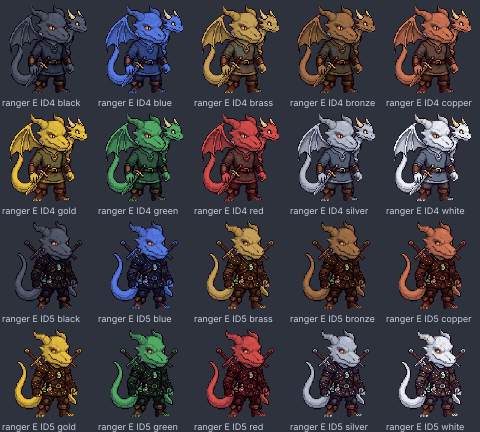 ranger E ID4 black
ranger E ID4 blue
ranger E ID4 brass
ranger E ID4 bronze
ranger E ID4 copper
ranger E ID4 gold
ranger E ID4 green
ranger E ID4 red
ranger E ID4 silver
ranger E ID4 white
ranger E ID5 black
ranger E ID5 blue
ranger E ID5 brass
ranger E ID5 bronze
ranger E ID5 copper
ranger E ID5 gold
ranger E ID5 green
ranger E ID5 red
ranger E ID5 silver
ranger E ID5 white